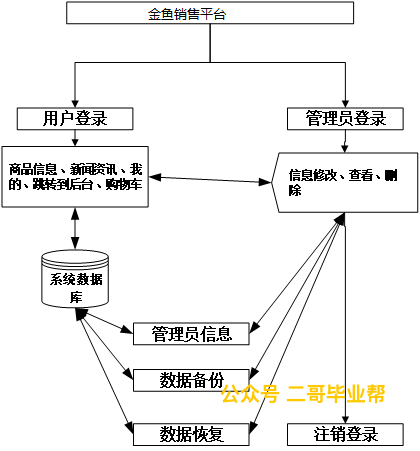 金鱼销售平台
用户登录
管理员登录
商品信息、新闻资讯、我
的、跳转到后台、购物车
信息修改、查看、删
除
系统数据
库
管理员信息
数据备份
公众号 二哥毕业帮
数据恢复
注销登录